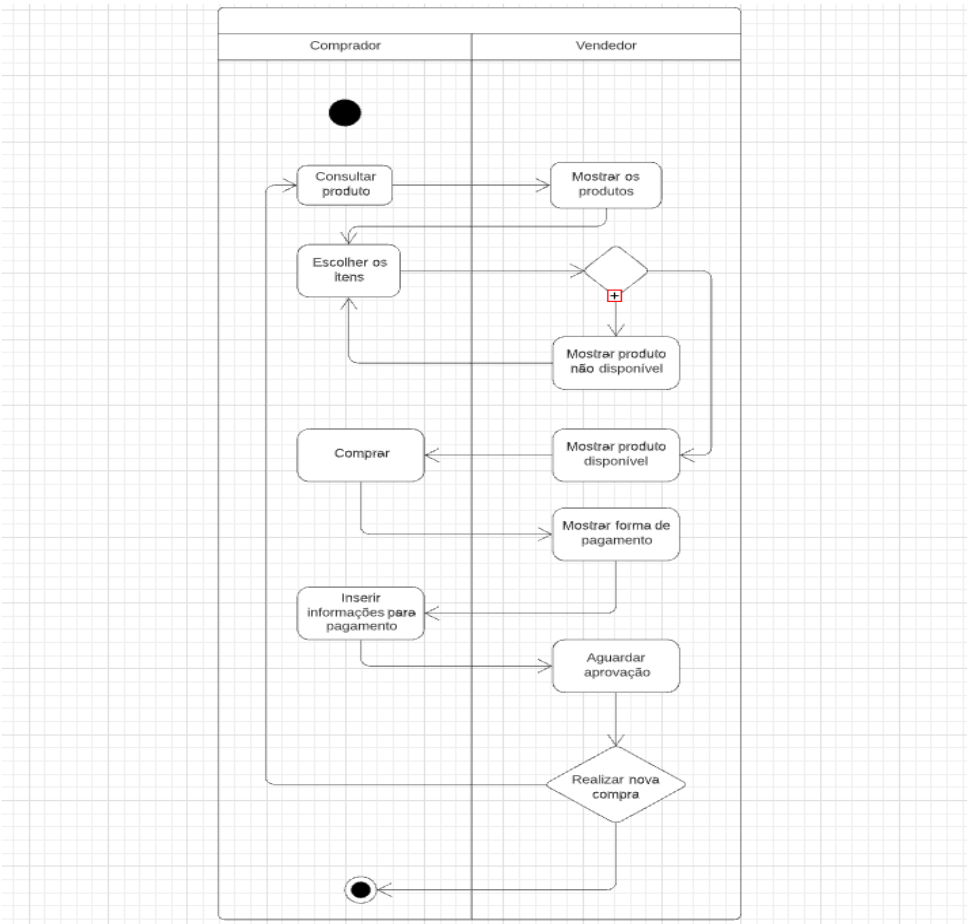 Comprador
Vendedor
Consultar
produto
Mostrar os
produtos
Escolher os
itens
Mostrar produto
não disponível
Comprar
Mostrar produto
disponível
Mostrar forma de
pagamento
Inserir
informações para
pagamento
Aguardar
aprovação
Realizar nova
compra